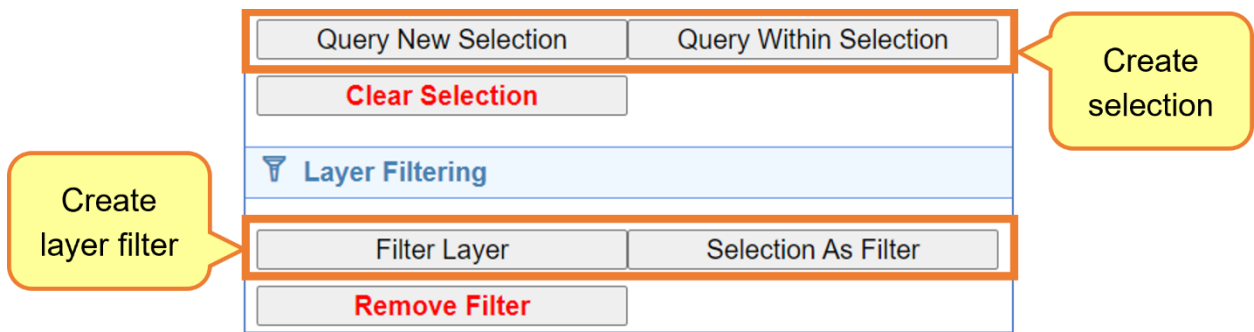 Query New Selection Query Within Selection
Create
selection
Clear Selection
Layer Filtering
Create
layer filter
Filter Layer Selection As Filter
Remove Filter